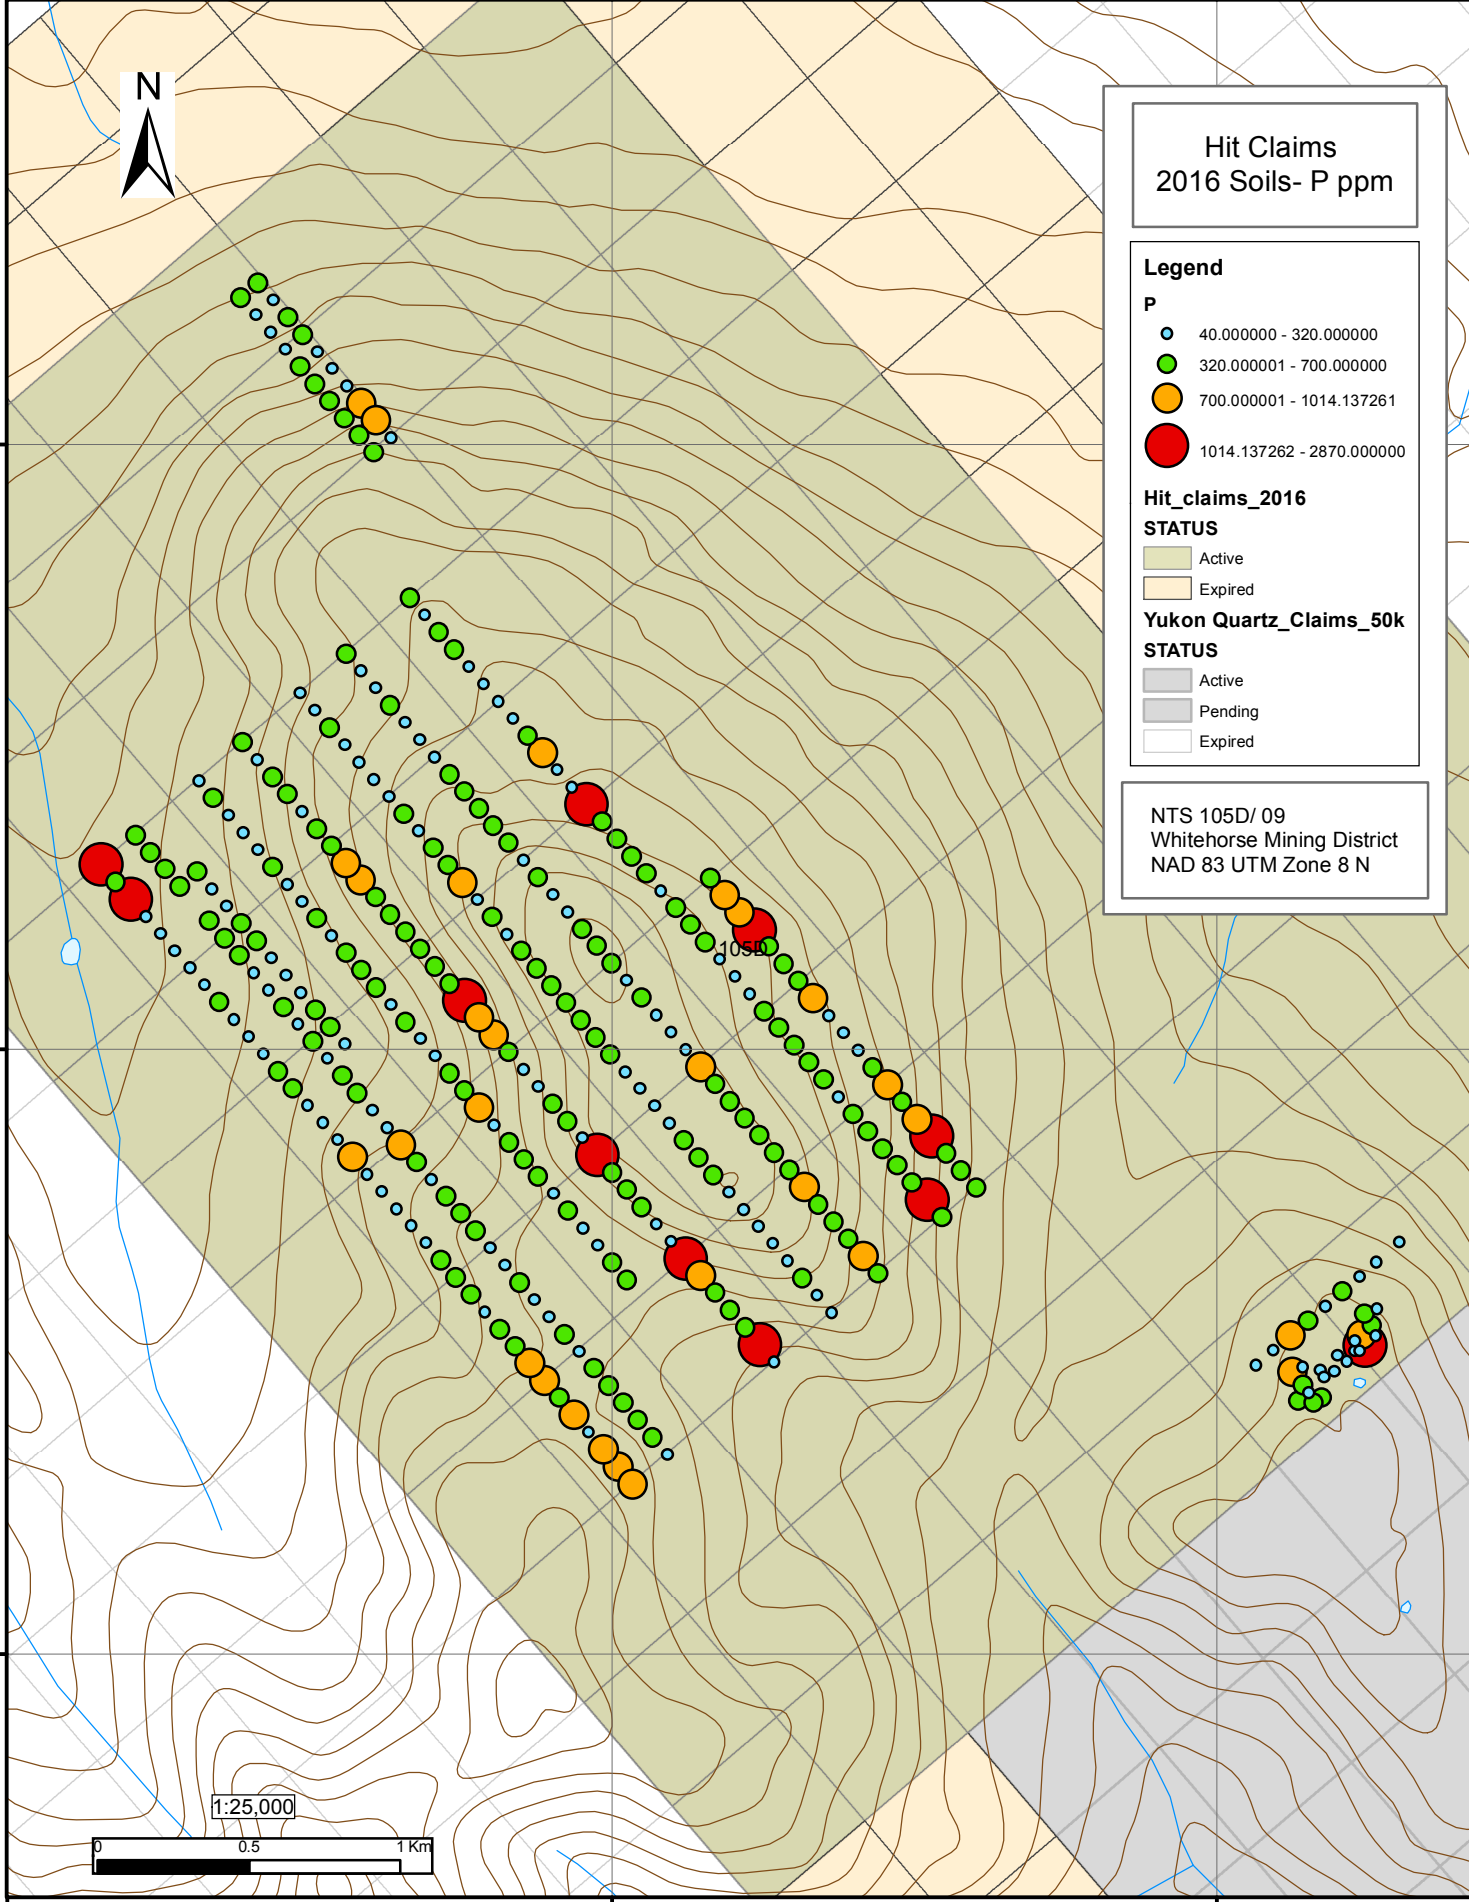 N
Hit Claims
2016 Soils- P ppm
Legend
P
40.000000 - 320.000000
320.000001 - 700.000000
700.000001 - 1014.137261
1014.137262 - 2870.000000
Hit_claims_2016
STATUS
Active
Expired
Yukon Quartz_Claims_50k
STATUS
Active
Pending
Expired
NTS 105D/ 09
Whitehorse Mining District
NAD 83 UTM Zone 8 N
105D
1:25,000
0 0.5 1 Km